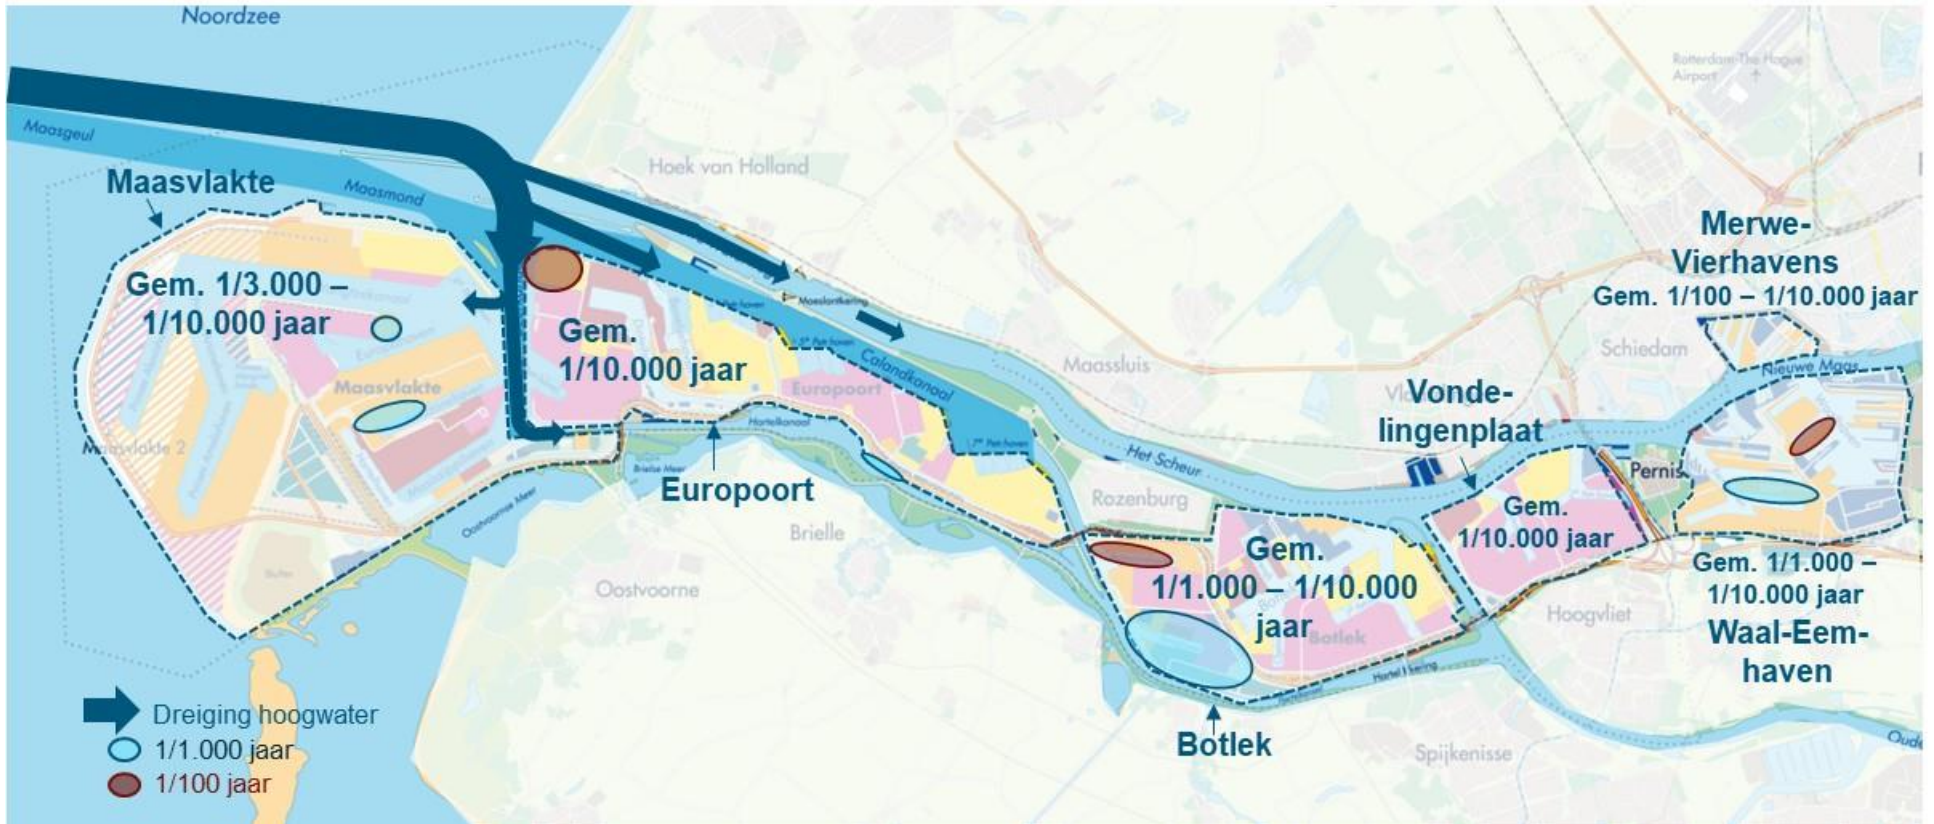 Noordzee
Rotterdam-The Hague
Airport
Maasgeul
Maasvlakte
Maasmond
Hoek van Holland
Merwe-
Vierhavens
Gem. 1/100 – 1/10.000 jaar
Gem. 1/3.000 –
1/10.000 jaar
Maeslantkering
Gem.
1/10.000 jaar
Calandkanaal
Maassluis
Schiedam
Nieuwe Maas
Maasvlakte
Europoort
Vonde-
lingenplaat
Hartelkanaal
Maasvlakte 2
Brielse Meer
Het Scheur
Pernis
Europoort
Rozenburg
Oostvoornse Meer
Brielle
Gem.
1/10.000 jaar
Gem.
1/1.000 – 1/10.000
jaar
Botlek
Gem. 1/1.000 –
1/10.000 jaar
Waal-Eem-
haven
Oostvoorne
Hoogvliet
Dreiging hoogwater
1/1.000 jaar
1/100 jaar
Botlek
Spijkenisse
Oude